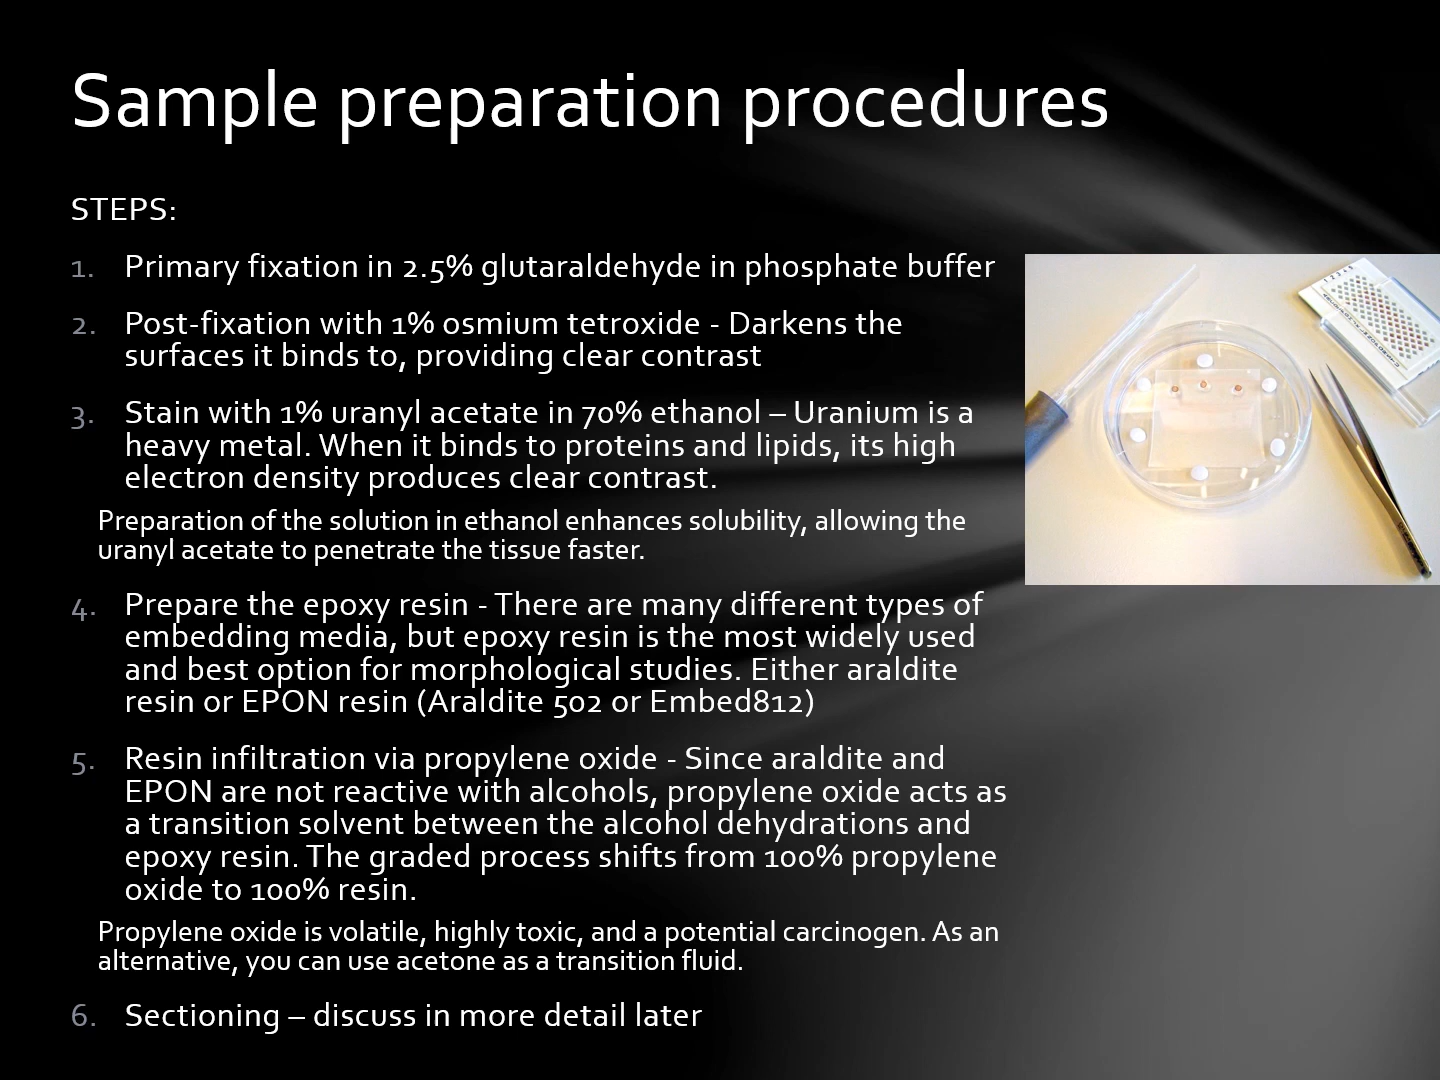 Sample preparation procedures
STEPS:
1. Primary fixation in 2.5% glutaraldehyde in phosphate buffer
2. Post-fixation with 1% osmium tetroxide - Darkens the
surfaces it binds to, providing clear contrast
3. Stain with 1% uranyl acetate in 70% ethanol – Uranium is a
heavy metal. When it binds to proteins and lipids, its high
electron density produces clear contrast.
Preparation of the solution in ethanol enhances solubility, allowing the
uranyl acetate to penetrate the tissue faster.
4. Prepare the epoxy resin - There are many different types of
embedding media, but epoxy resin is the most widely used
and best option for morphological studies. Either araldite
resin or EPON resin (Araldite 502 or Embed812)
5. Resin infiltration via propylene oxide - Since araldite and
EPON are not reactive with alcohols, propylene oxide acts as
a transition solvent between the alcohol dehydrations and
epoxy resin. The graded process shifts from 100% propylene
oxide to 100% resin.
Propylene oxide is volatile, highly toxic, and a potential carcinogen. As an
alternative, you can use acetone as a transition fluid.
6. Sectioning – discuss in more detail later
1 2 3 4 5